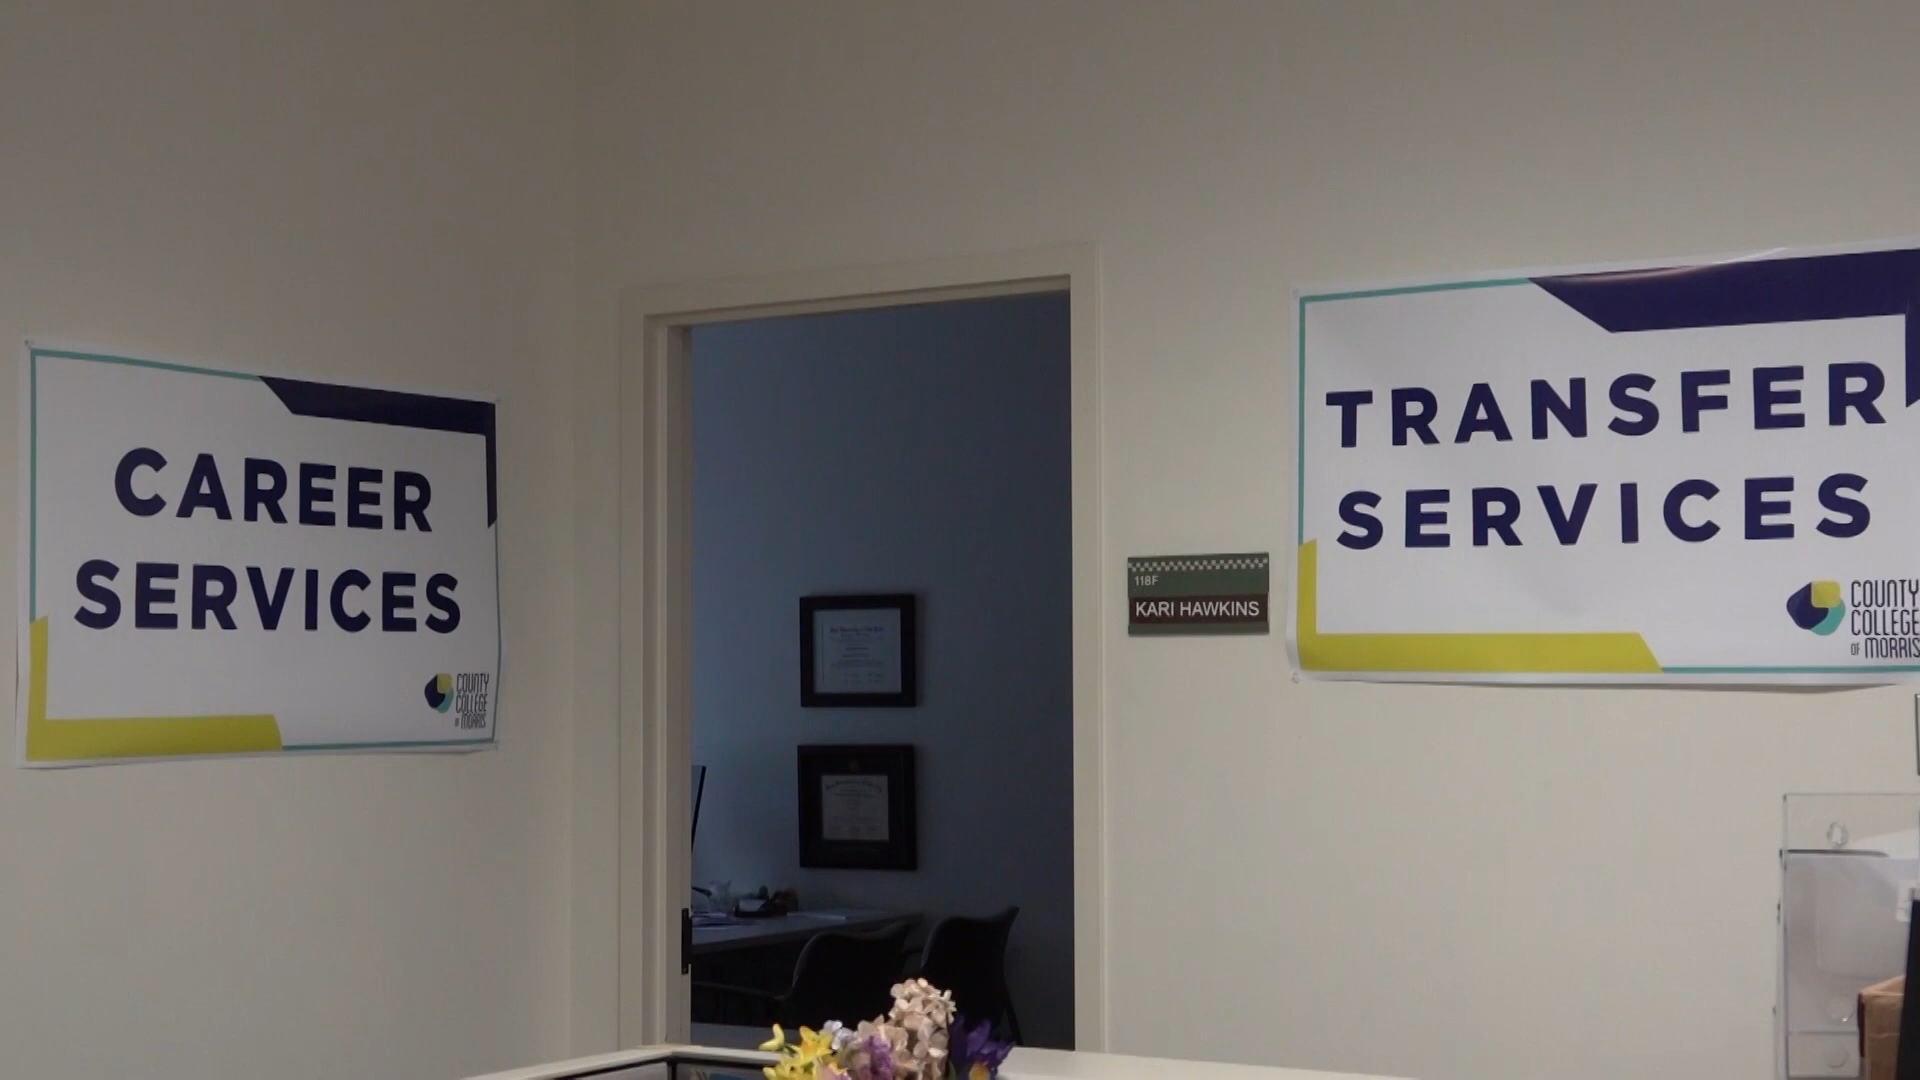 CAREER
SERVICES
COUNTY
COLLEGE
OF MORRIS
118F
KARI HAWKINS
TRANSFER
SERVICES
COUNTY
COLLEGE
OF MORRIS